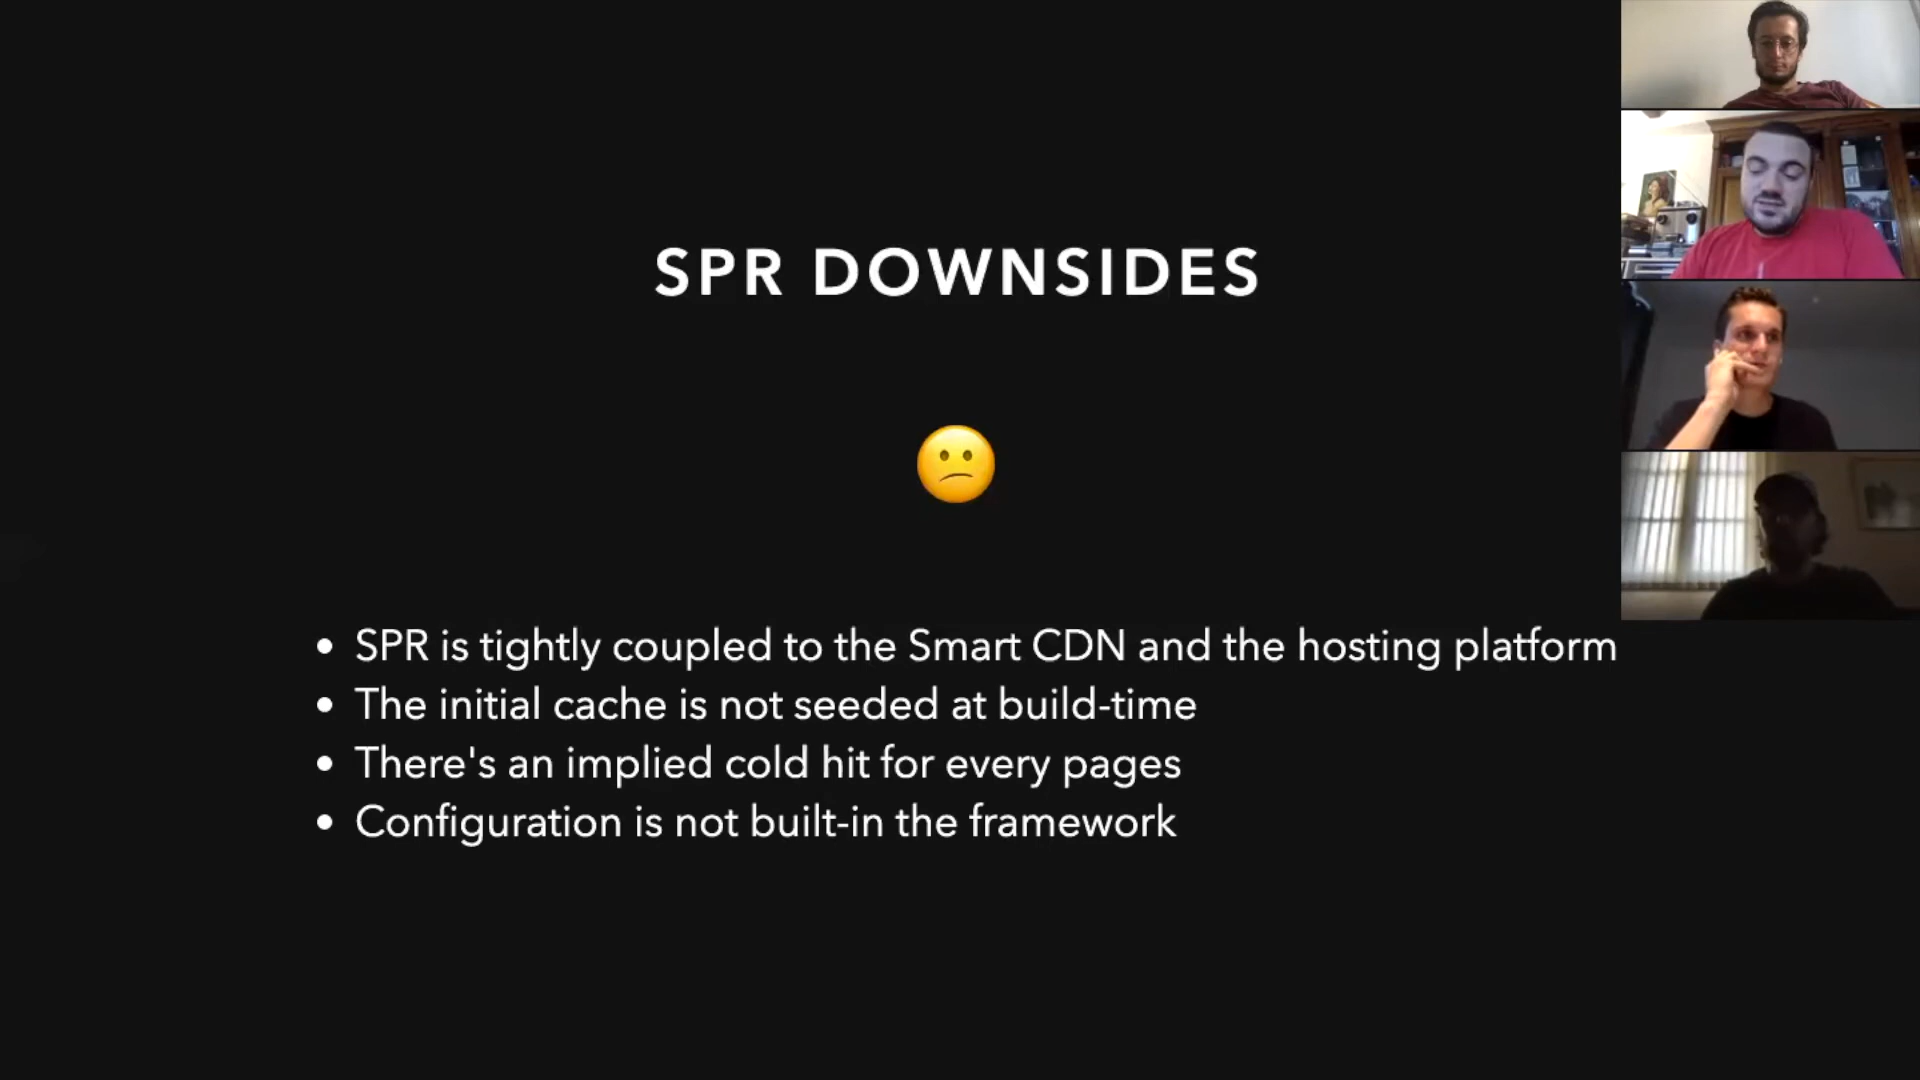 SPR DOWNSIDES
• SPR is tightly coupled to the Smart CDN and the hosting platform
• The initial cache is not seeded at build-time
• There's an implied cold hit for every pages
• Configuration is not built-in the framework